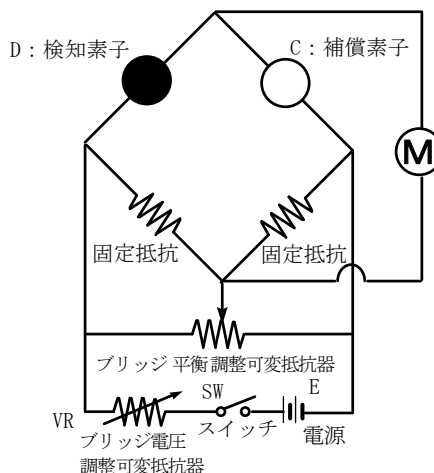 D：検知素子
C：補償素子
M
固定抵抗
固定抵抗
ブリッジ平衡調整可変抵抗器
SW
E
VR
スイッチ
電源
ブリッジ電圧
調整可変抵抗器